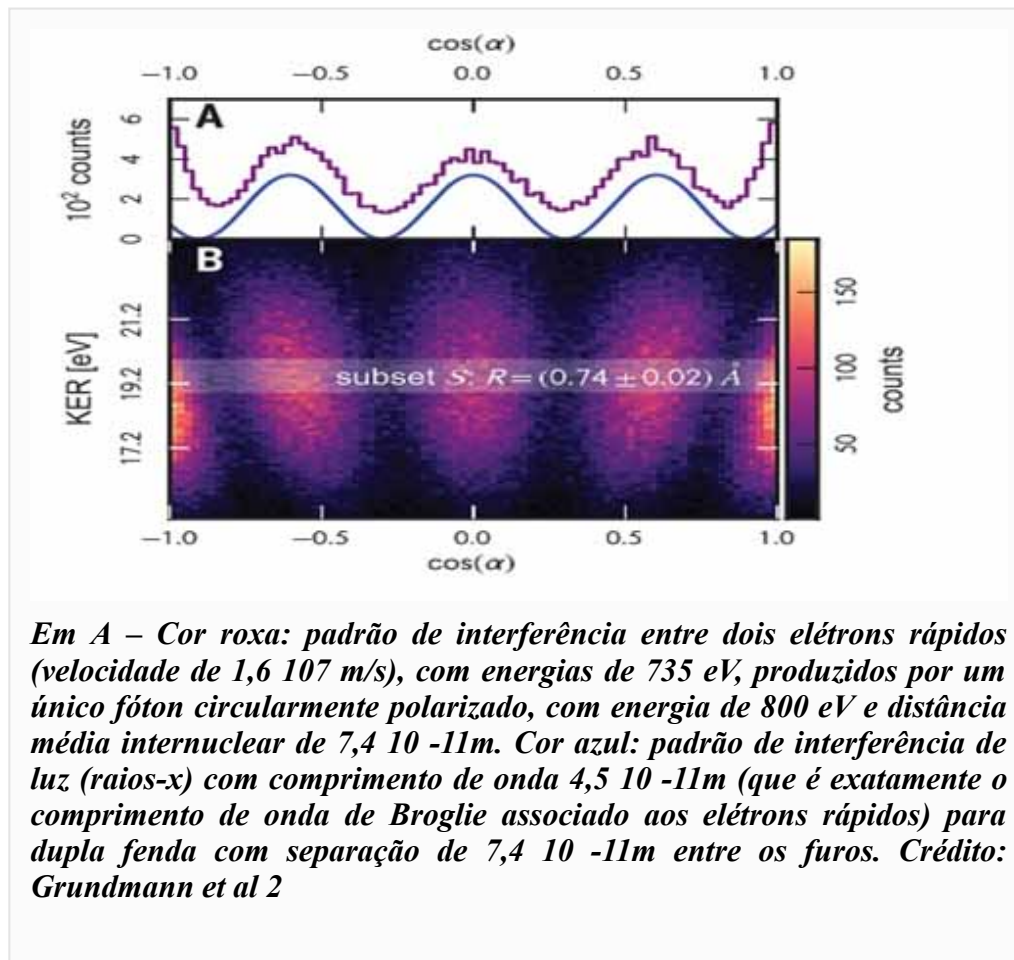 cos(α)
−1.0 −0.5 0.0 0.5 1.0
A
10² counts
6
4
2
0
B
KER [eV]
21.2
19.2
17.2
subset S: R=(0.74 ±0.02) Å
150
100
50
counts
−1.0 −0.5 0.0 0.5 1.0
cos(α)
Em A – Cor roxa: padrão de interferência entre dois elétrons rápidos
(velocidade de 1,6 107 m/s), com energias de 735 eV, produzidos por um
único fóton circularmente polarizado, com energia de 800 eV e distância
média internuclear de 7,4 10 -11m. Cor azul: padrão de interferência de
luz (raios-x) com comprimento de onda 4,5 10 -11m (que é exatamente o
comprimento de onda de Broglie associado aos elétrons rápidos) para
dupla fenda com separação de 7,4 10 -11m entre os furos. Crédito:
Grundmann et al 2